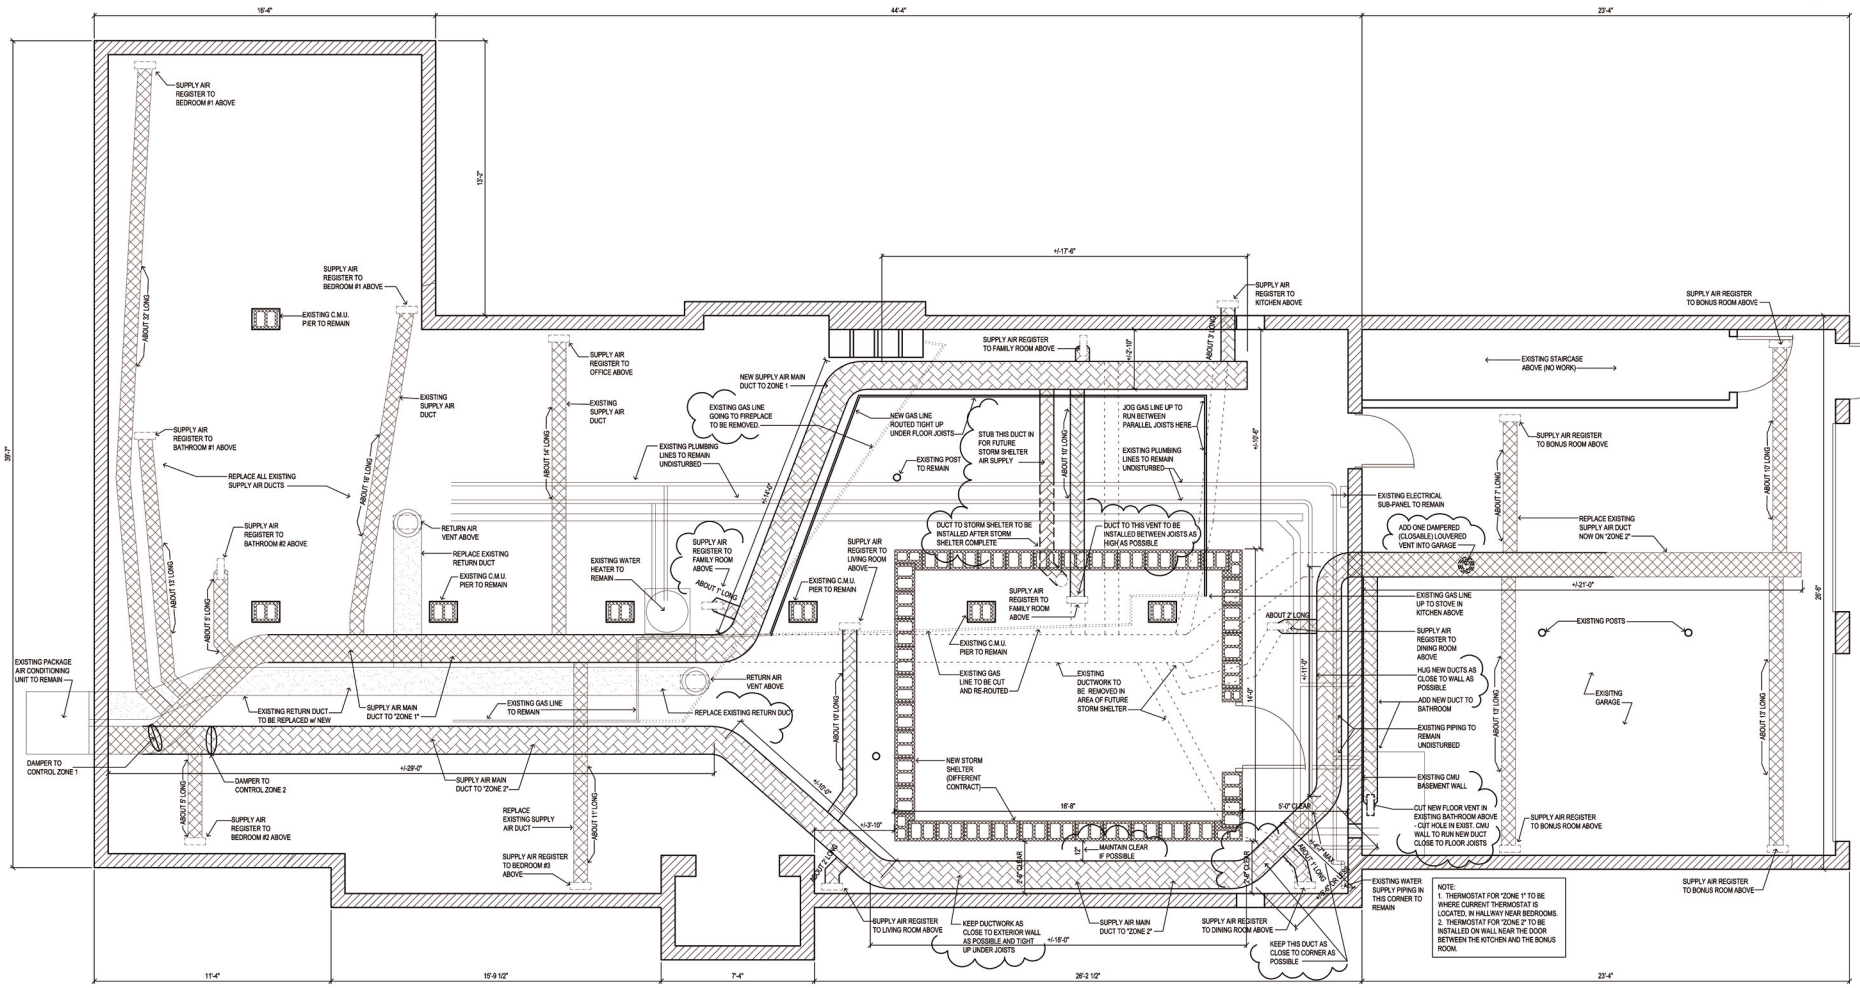 16'-4"
44'-4"
23'-4"
39'-7"
13'-2"
SUPPLY AIR
REGISTER TO
BEDROOM #1 ABOVE
ABOUT 32' LONG
SUPPLY AIR
REGISTER TO
BEDROOM #1 ABOVE
EXISTING C.M.U.
PIER TO REMAIN
+/-17'-6"
SUPPLY AIR
REGISTER TO
KITCHEN ABOVE
ABOUT 3' LONG
SUPPLY AIR REGISTER
TO BONUS ROOM ABOVE
SUPPLY AIR
REGISTER TO
OFFICE ABOVE
NEW SUPPLY AIR MAIN
DUCT TO ZONE 1
SUPPLY AIR REGISTER
TO FAMILY ROOM ABOVE
+/-2'-10"
EXISTING STAIRCASE
ABOVE (NO WORK)
EXISTING
SUPPLY AIR
DUCT
EXISTING
SUPPLY AIR
DUCT
EXISTING GAS LINE
GOING TO FIREPLACE
TO BE REMOVED.
NEW GAS LINE
ROUTED TIGHT UP
UNDER FLOOR JOISTS
STUB THIS DUCT IN
FOR FUTURE
STORM SHELTER
AIR SUPPLY
JOG GAS LINE UP TO
RUN BETWEEN
PARALLEL JOISTS HERE
SUPPLY AIR
REGISTER TO
BATHROOM #1 ABOVE
SUPPLY AIR REGISTER
TO BONUS ROOM ABOVE
EXISTING PLUMBING
LINES TO REMAIN
UNDISTURBED
EXISTING POST
TO REMAIN
EXISTING PLUMBING
LINES TO REMAIN
UNDISTURBED
REPLACE ALL EXISTING
SUPPLY AIR DUCTS
ABOUT 16' LONG
ABOUT 14' LONG
+/-14'-0"
ABOUT 10' LONG
+/-10'-6"
ABOUT 7' LONG
ABOUT 10' LONG
EXISTING ELECTRICAL
SUB-PANEL TO REMAIN
SUPPLY AIR
REGISTER TO
BATHROOM #2 ABOVE
RETURN AIR
VENT ABOVE
SUPPLY AIR
REGISTER TO
FAMILY ROOM
ABOVE
SUPPLY AIR
REGISTER TO
LIVING ROOM
ABOVE
DUCT TO STORM SHELTER TO BE
INSTALLED AFTER STORM
SHELTER COMPLETE
DUCT TO THIS VENT TO BE
INSTALLED BETWEEN JOISTS AS
HIGH AS POSSIBLE
ADD ONE DAMPERED
(CLOSABLE) LOUVERED
VENT INTO GARAGE
REPLACE EXISTING
SUPPLY AIR DUCT
NOW ON "ZONE 2"
REPLACE EXISTING
RETURN DUCT
EXISTING C.M.U.
PIER TO REMAIN
EXISTING WATER
HEATER TO
REMAIN
ABOUT 1' LONG
EXISTING C.M.U.
PIER TO REMAIN
SUPPLY AIR
REGISTER TO
FAMILY ROOM
ABOVE
+/-21'-0"
26'-6"
ABOUT 13' LONG
ABOUT 5' LONG
EXISTING GAS LINE
UP TO STOVE IN
KITCHEN ABOVE
ABOUT 2' LONG
EXISTING POSTS
EXISTING C.M.U.
PIER TO REMAIN
SUPPLY AIR
REGISTER TO
DINING ROOM
ABOVE
EXISTING PACKAGE
AIR CONDITIONING
UNIT TO REMAIN
RETURN AIR
VENT ABOVE
EXISTING GAS
LINE TO BE CUT
AND RE-ROUTED
EXISTING
DUCTWORK TO
BE REMOVED IN
AREA OF FUTURE
STORM SHELTER
+/-11'-0"
14'-0"
HUG NEW DUCTS AS
CLOSE TO WALL AS
POSSIBLE
ADD NEW DUCT TO
BATHROOM
EXISITNG
GARAGE
EXISTING RETURN DUCT
TO BE REPLACED w/ NEW
SUPPLY AIR MAIN
DUCT TO "ZONE 1"
EXISTING GAS LINE
TO REMAIN
REPLACE EXISTING RETURN DUCT
ABOUT 10' LONG
EXISTING PIPING TO
REMAIN
UNDISTURBED
ABOUT 13' LONG
ABOUT 13' LONG
DAMPER TO
CONTROL ZONE 1
DAMPER TO
CONTROL ZONE 2
+/-29'-0"
SUPPLY AIR MAIN
DUCT TO "ZONE 2"
+/-10'-0"
NEW STORM
SHELTER
(DIFFERENT
CONTRACT)
EXISTING CMU
BASEMENT WALL
ABOUT 5' LONG
REPLACE
EXISTING SUPPLY
AIR DUCT
ABOUT 11' LONG
16'-8"
5'-0" CLEAR
CUT NEW FLOOR VENT IN
EXISTING BATHROOM ABOVE
- CUT HOLE IN EXIST. CMU
WALL TO RUN NEW DUCT
CLOSE TO FLOOR JOISTS
SUPPLY AIR
REGISTER TO
BEDROOM #2 ABOVE
+/-3'-10"
SUPPLY AIR REGISTER
TO BONUS ROOM ABOVE
12"
MAINTAIN CLEAR
IF POSSIBLE
SUPPLY AIR REGISTER
TO BEDROOM #3
ABOVE
ABOUT 2' LONG
2'-6" CLEAR
2'-6" CLEAR
ABOUT 1' LONG
EXISTING WATER
SUPPLY PIPING IN
THIS CORNER TO
REMAIN
SUPPLY AIR REGISTER
TO BONUS ROOM ABOVE
NOTE:
1. THERMOSTAT FOR "ZONE 1" TO BE
WHERE CURRENT THERMOSTAT IS
LOCATED, IN HALLWAY NEAR BEDROOMS.
2. THERMOSTAT FOR "ZONE 2" TO BE
INSTALLED ON WALL NEAR THE DOOR
BETWEEN THE KITCHEN AND THE BONUS
ROOM.
SUPPLY AIR REGISTER
TO LIVING ROOM ABOVE
KEEP DUCTWORK AS
CLOSE TO EXTERIOR WALL
AS POSSIBLE AND TIGHT
UP UNDER JOISTS
SUPPLY AIR MAIN
DUCT TO "ZONE 2"
SUPPLY AIR REGISTER
TO DINING ROOM ABOVE
+/-18'-0"
KEEP THIS DUCT AS
CLOSE TO CORNER AS
POSSIBLE
11'-4"
15'-9 1/2"
7'-4"
26'-2 1/2"
23'-4"